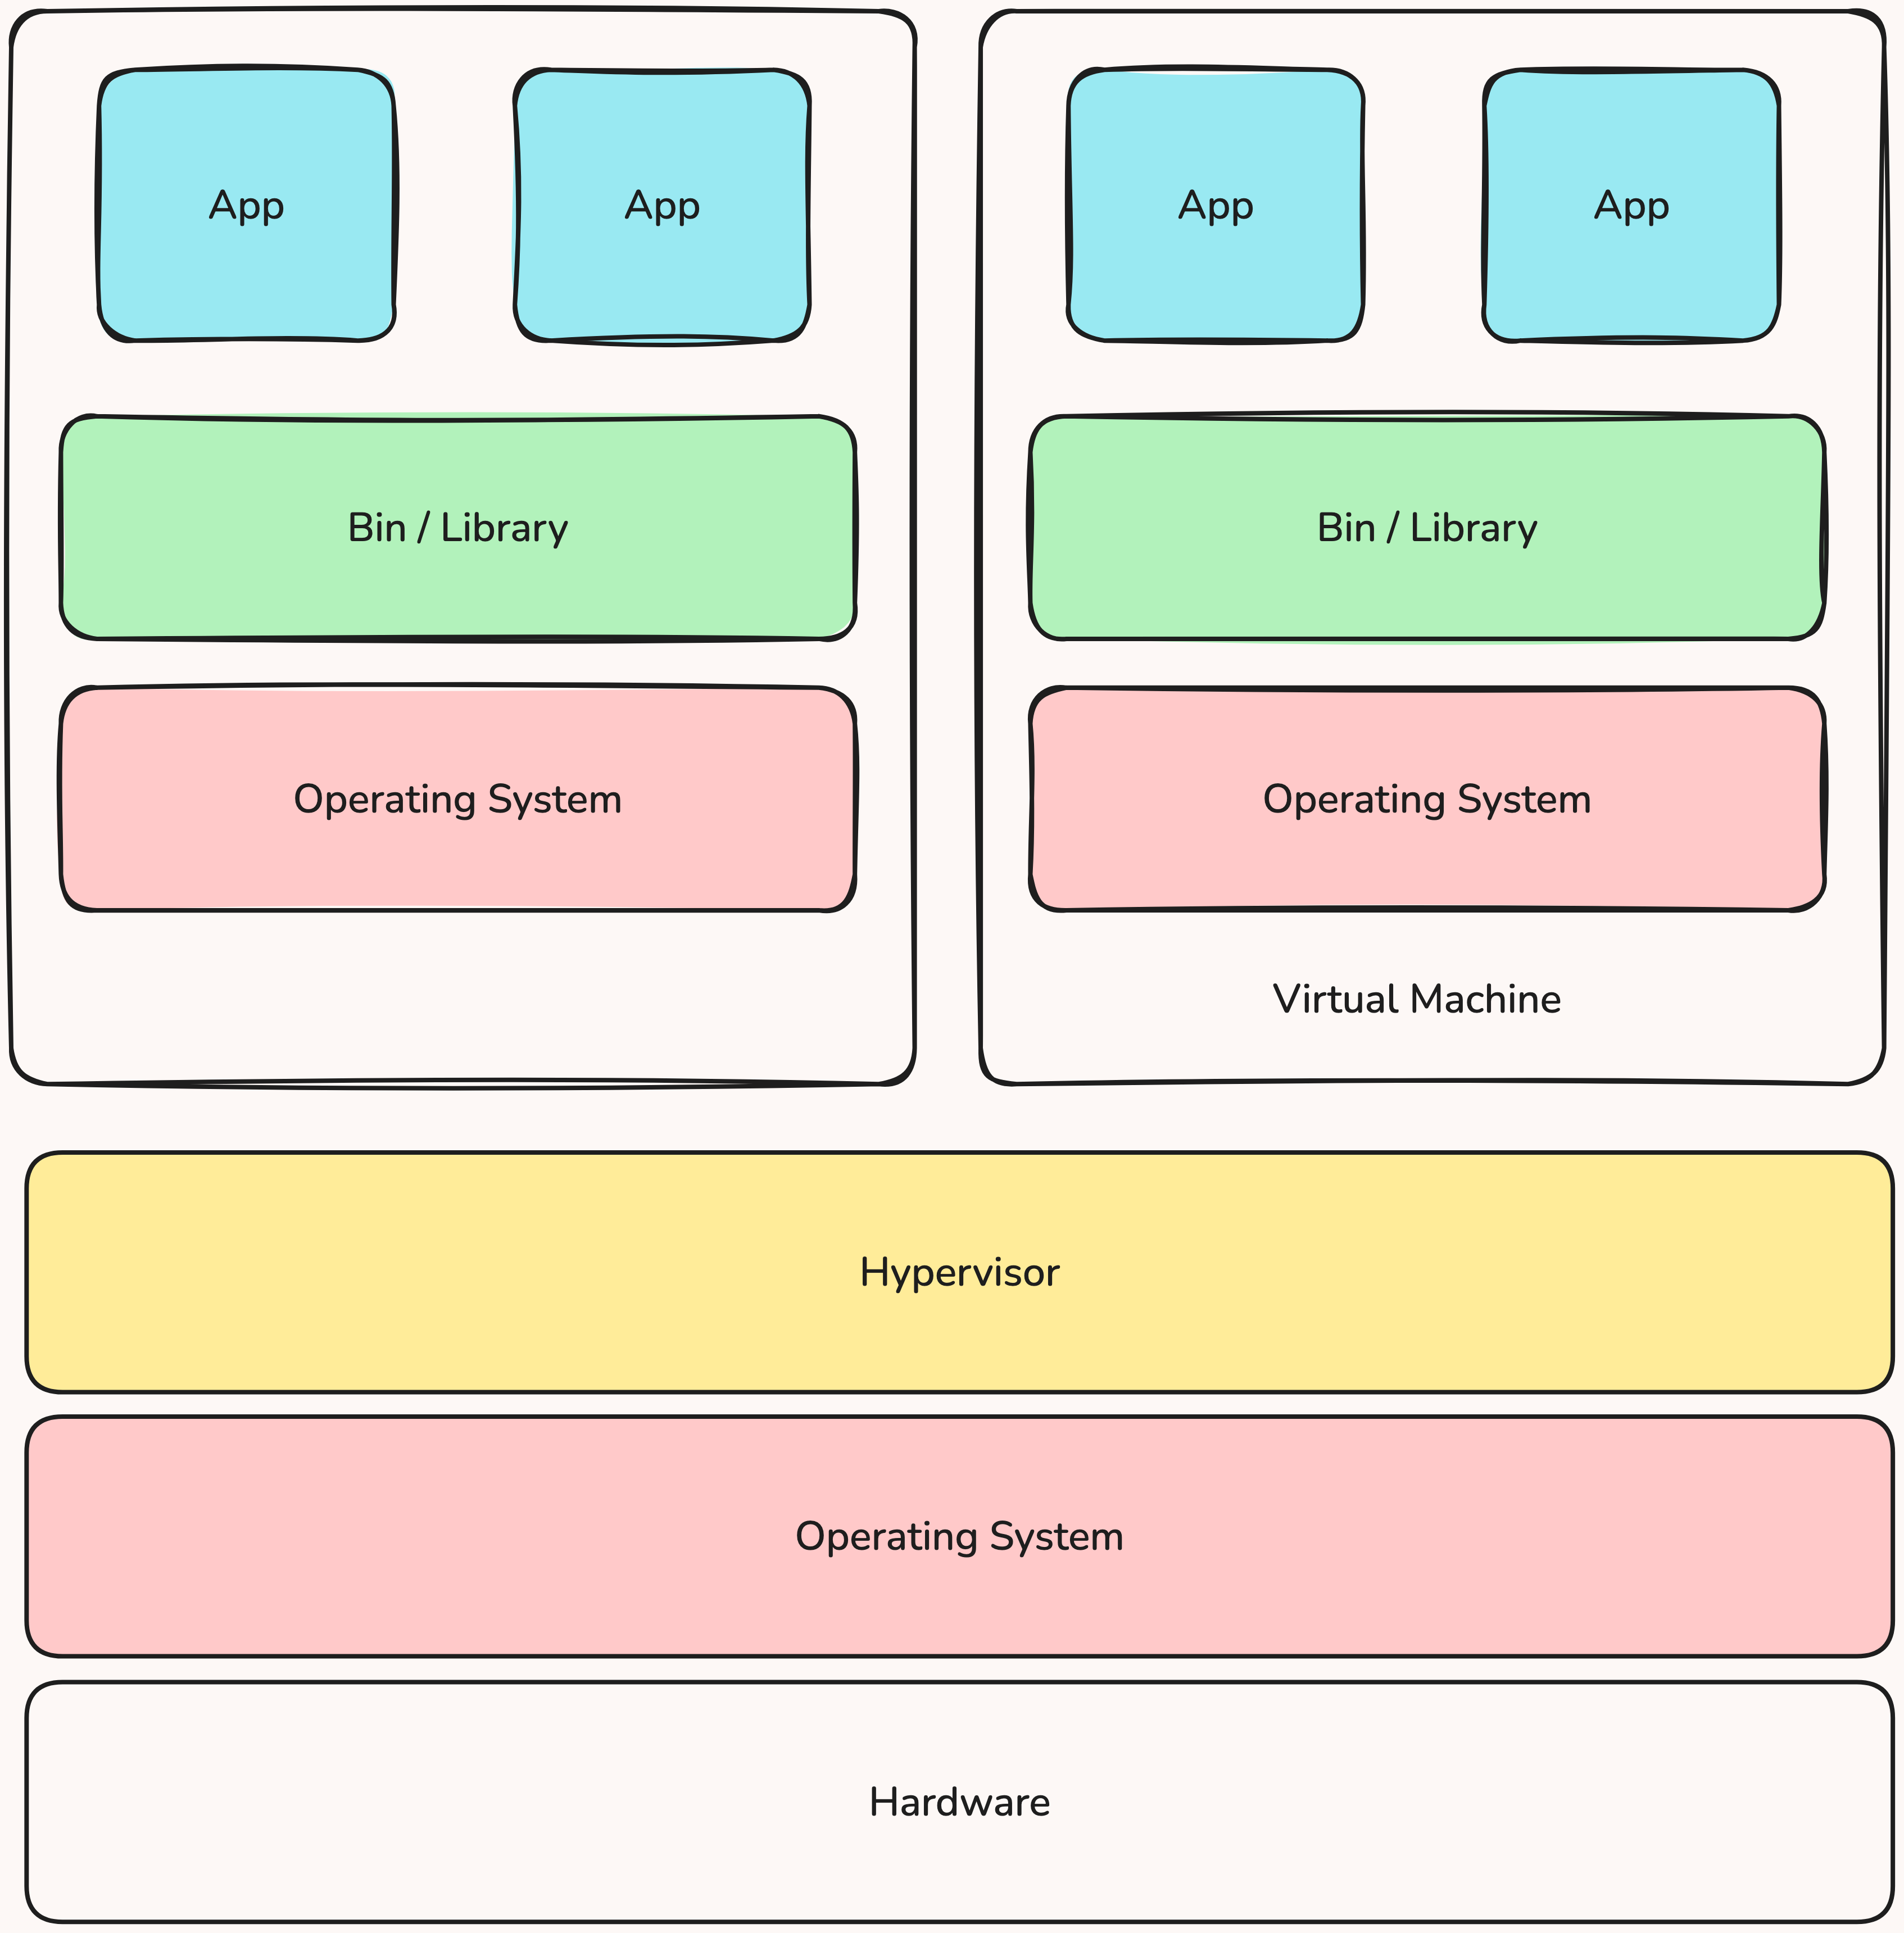 App
App
App
App
Bin / Library
Bin / Library
Operating System
Operating System
Virtual Machine
Hypervisor
Operating System
Hardware